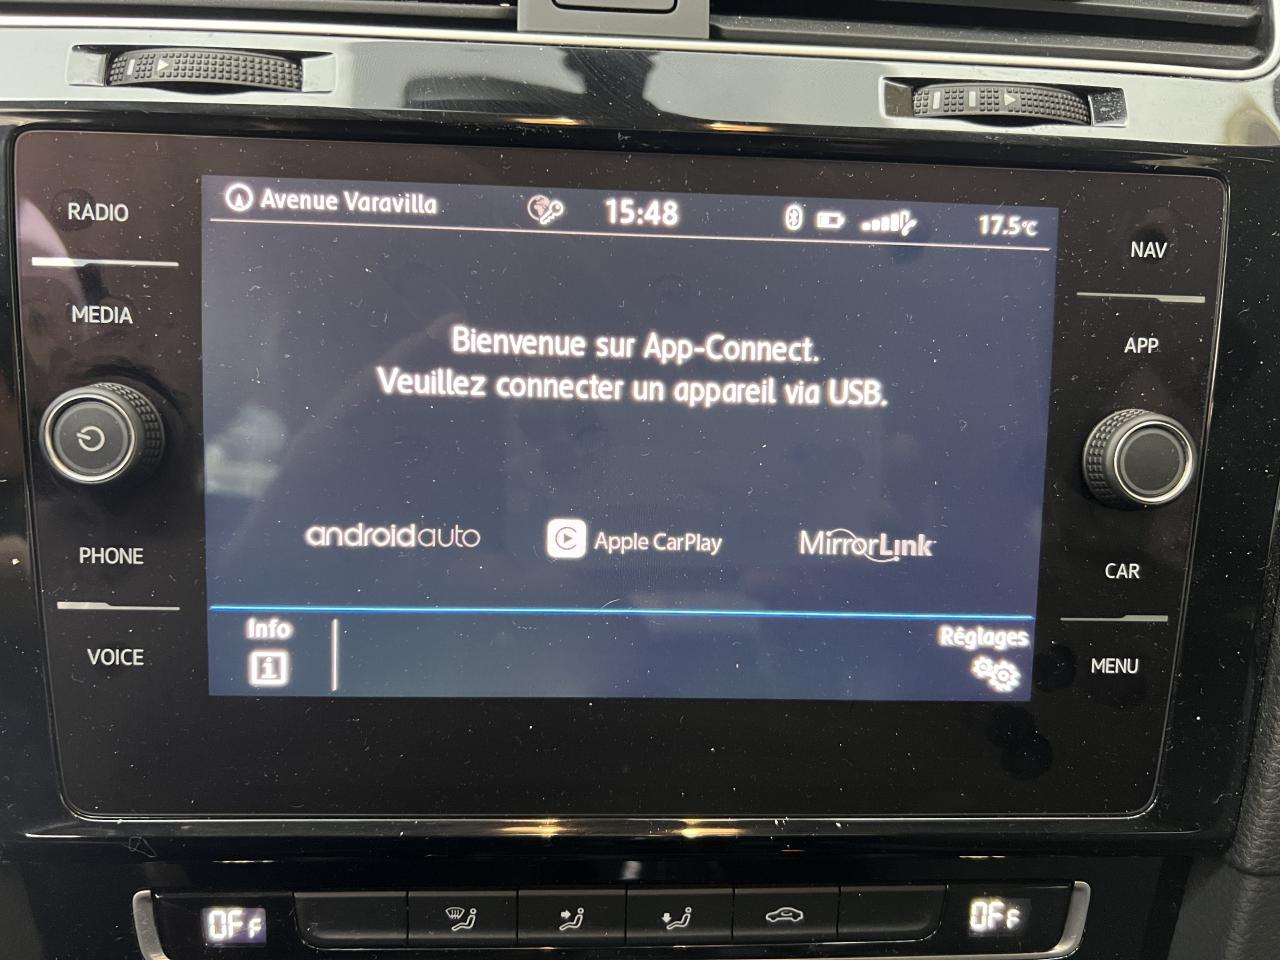 RADIO
MEDIA
PHONE
VOICE
Avenue Varavilla
15:48
17.5°C
Bienvenue sur App-Connect.
Veuillez connecter un appareil via USB.
androidauto
Apple CarPlay
MirrorLink
Info
Réglages
NAV
APP
CAR
MENU
OFF
OFF